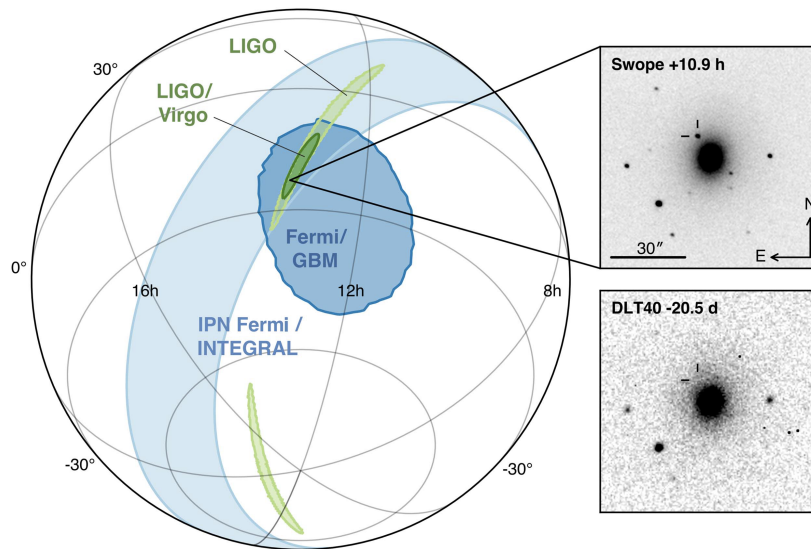 LIGO
LIGO/
Virgo
Fermi/
GBM
IPN Fermi /
INTEGRAL
30°
0°
-30°
-30°
16h
12h
8h
Swope +10.9 h
30″
N
E
DLT40 -20.5 d